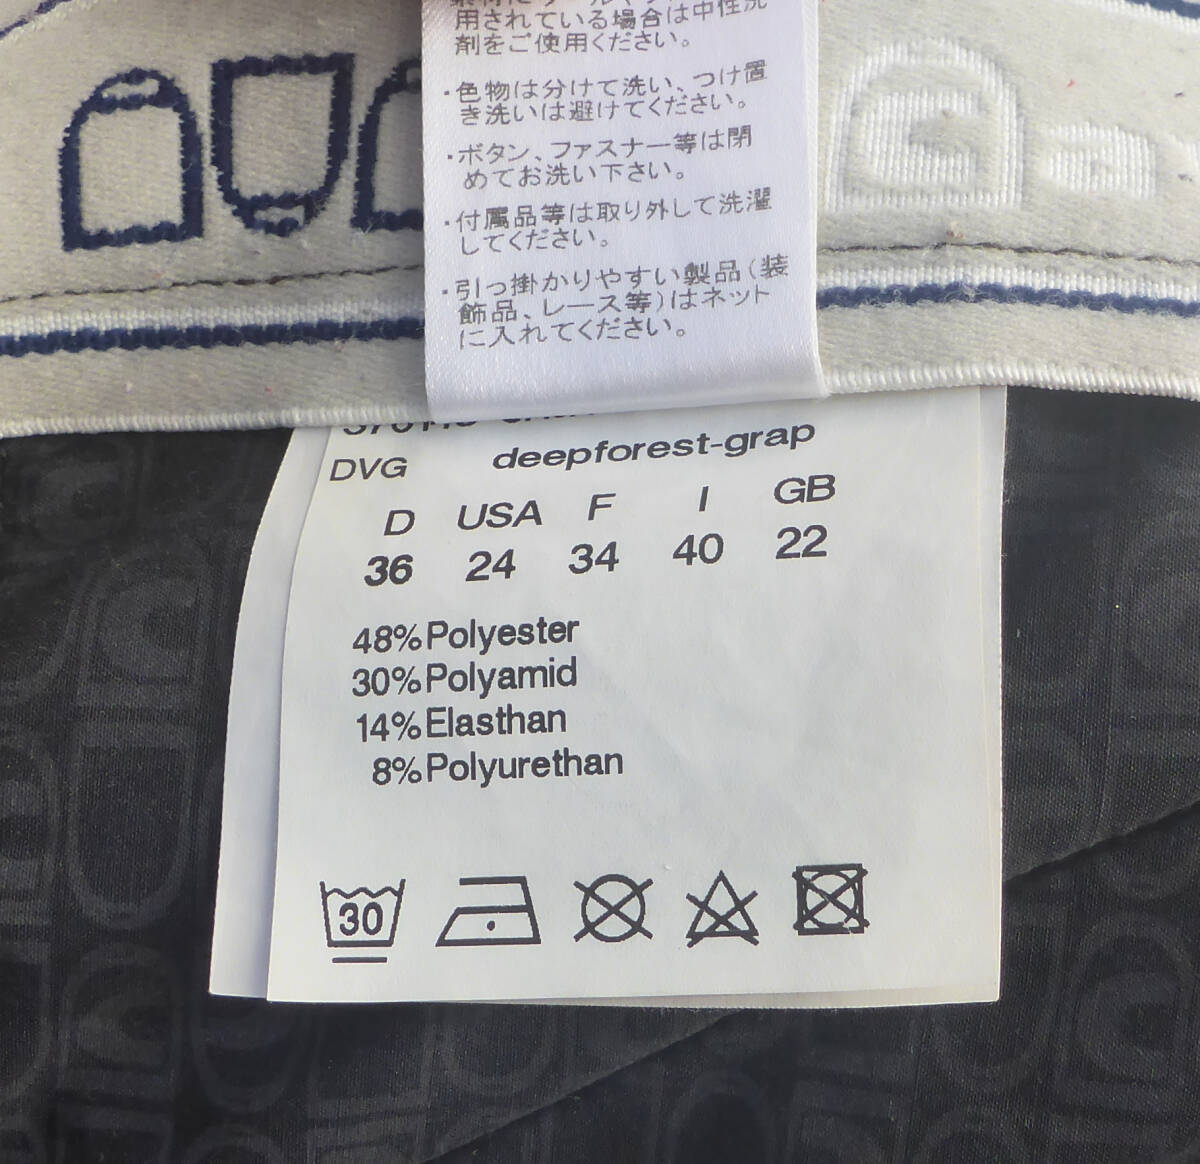 用されている場合は中性洗
剤をご使用ください。
・色物は分けて洗い、つけ置
き洗いは避けてください。
・ボタン、ファスナー等は閉
めてお洗い下さい。
・付属品等は取り外して洗濯
してください。
・引っ掛かりやすい製品(装
飾品、レース等)はネット
に入れてください。
deepforest-grap
DVG
D USA F I GB
36 24 34 40 22
48% Polyester
30% Polyamid
14% Elasthan
8% Polyurethan
30